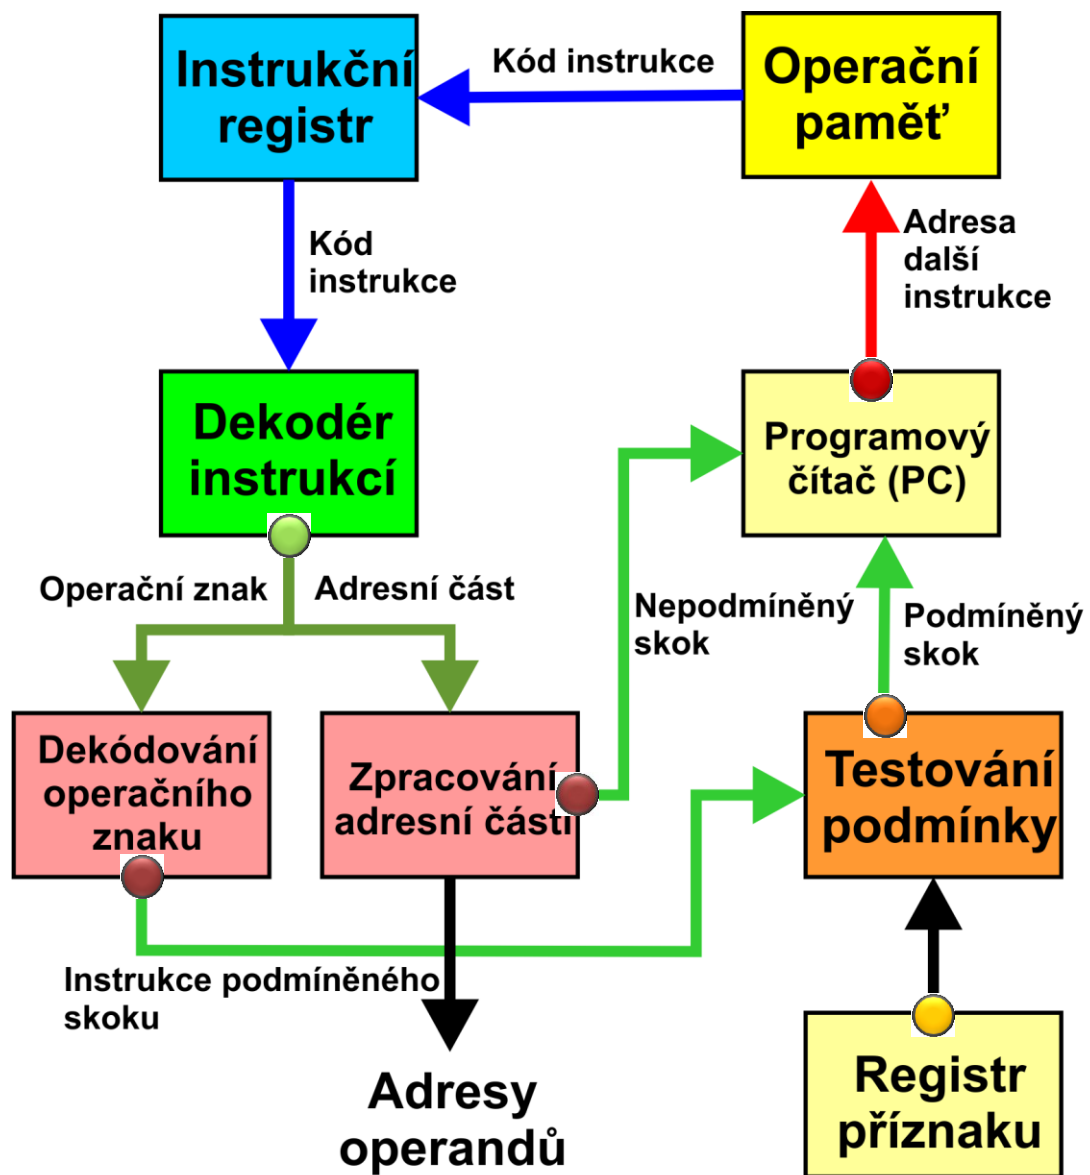 Instrukční
registr
Kód instrukce
Operační
paměť
Kód
instrukce
Adresa
další
instrukce
Dekodér
instrukcí
Programový
čítač (PC)
Operační znak
Adresní část
Nepodmíněný
skok
Podmíněný
skok
Dekódování
operačního
znaku
Zpracování
adresní části
Testování
podmínky
Instrukce podmíněného
skoku
Adresy
operandů
Registr
příznaku